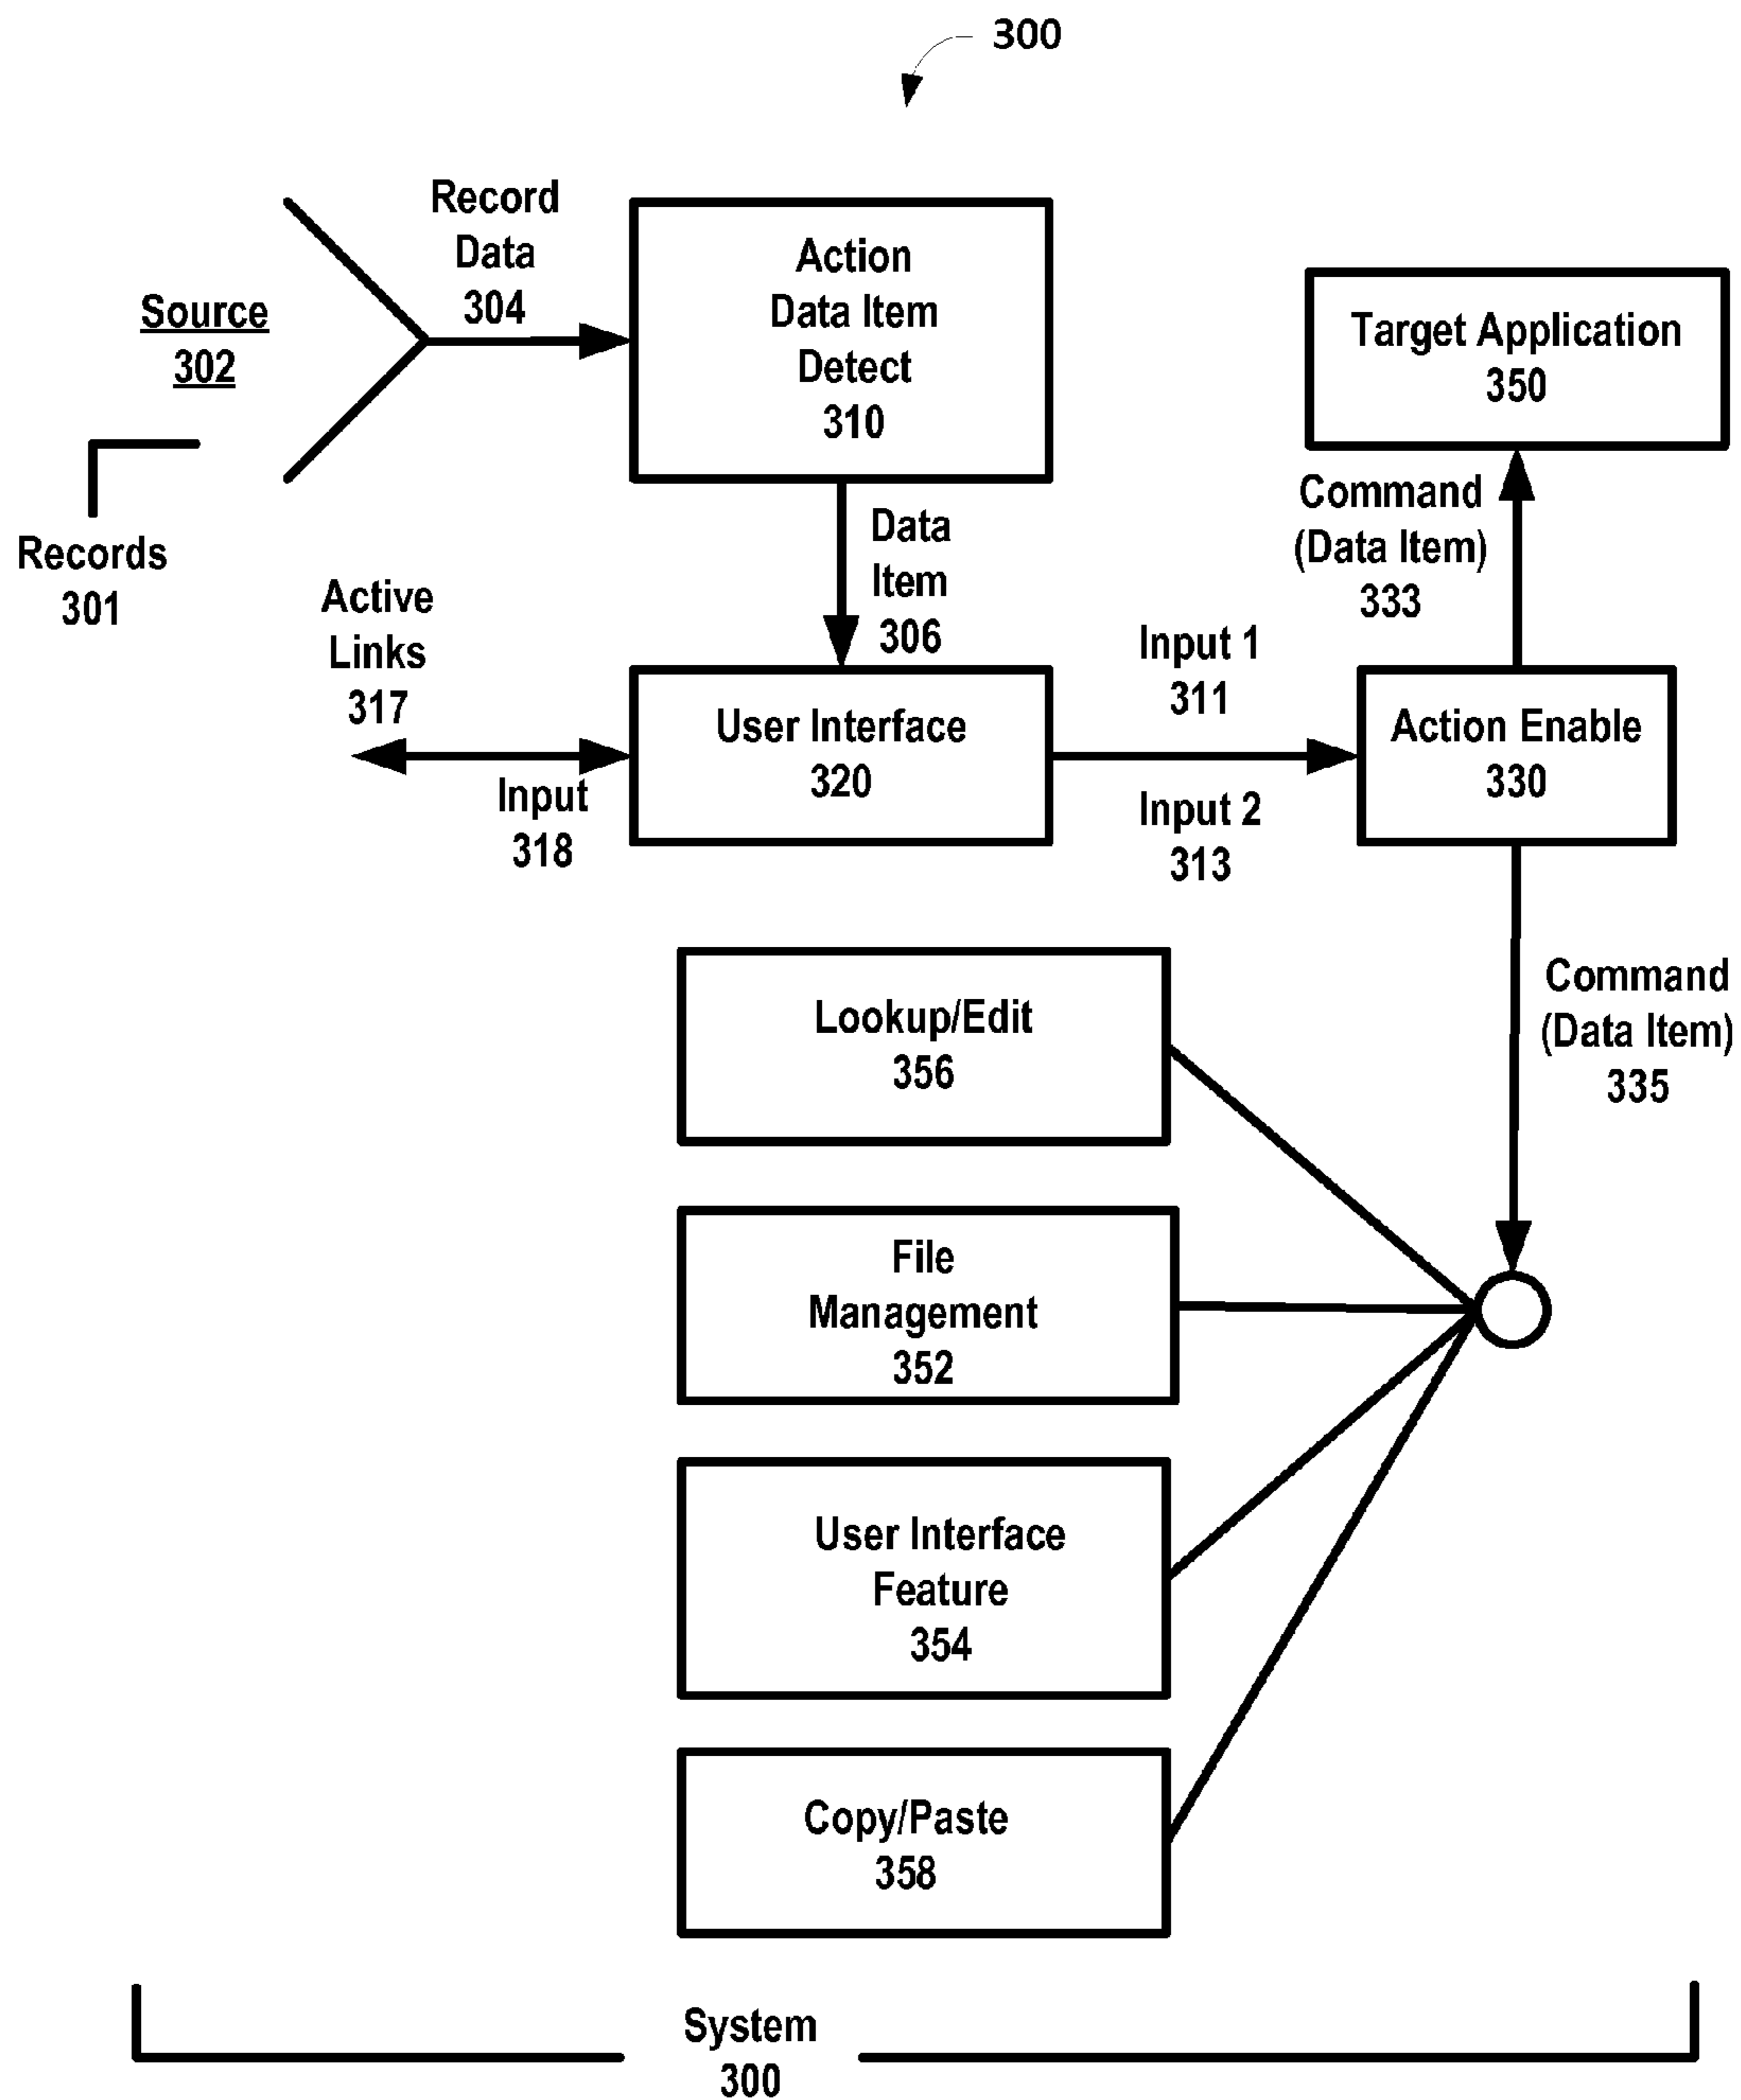 300
Record
Data
304
Source
302
Action
Data Item
Detect
310
Target Application
350
Records
301
Data
Item
306
Command
(Data Item)
333
Active
Links
317
Input
318
User Interface
320
Input 1
311
Input 2
313
Action Enable
330
Command
(Data Item)
335
Lookup/Edit
356
File
Management
352
User Interface
Feature
354
Copy/Paste
358
System
300